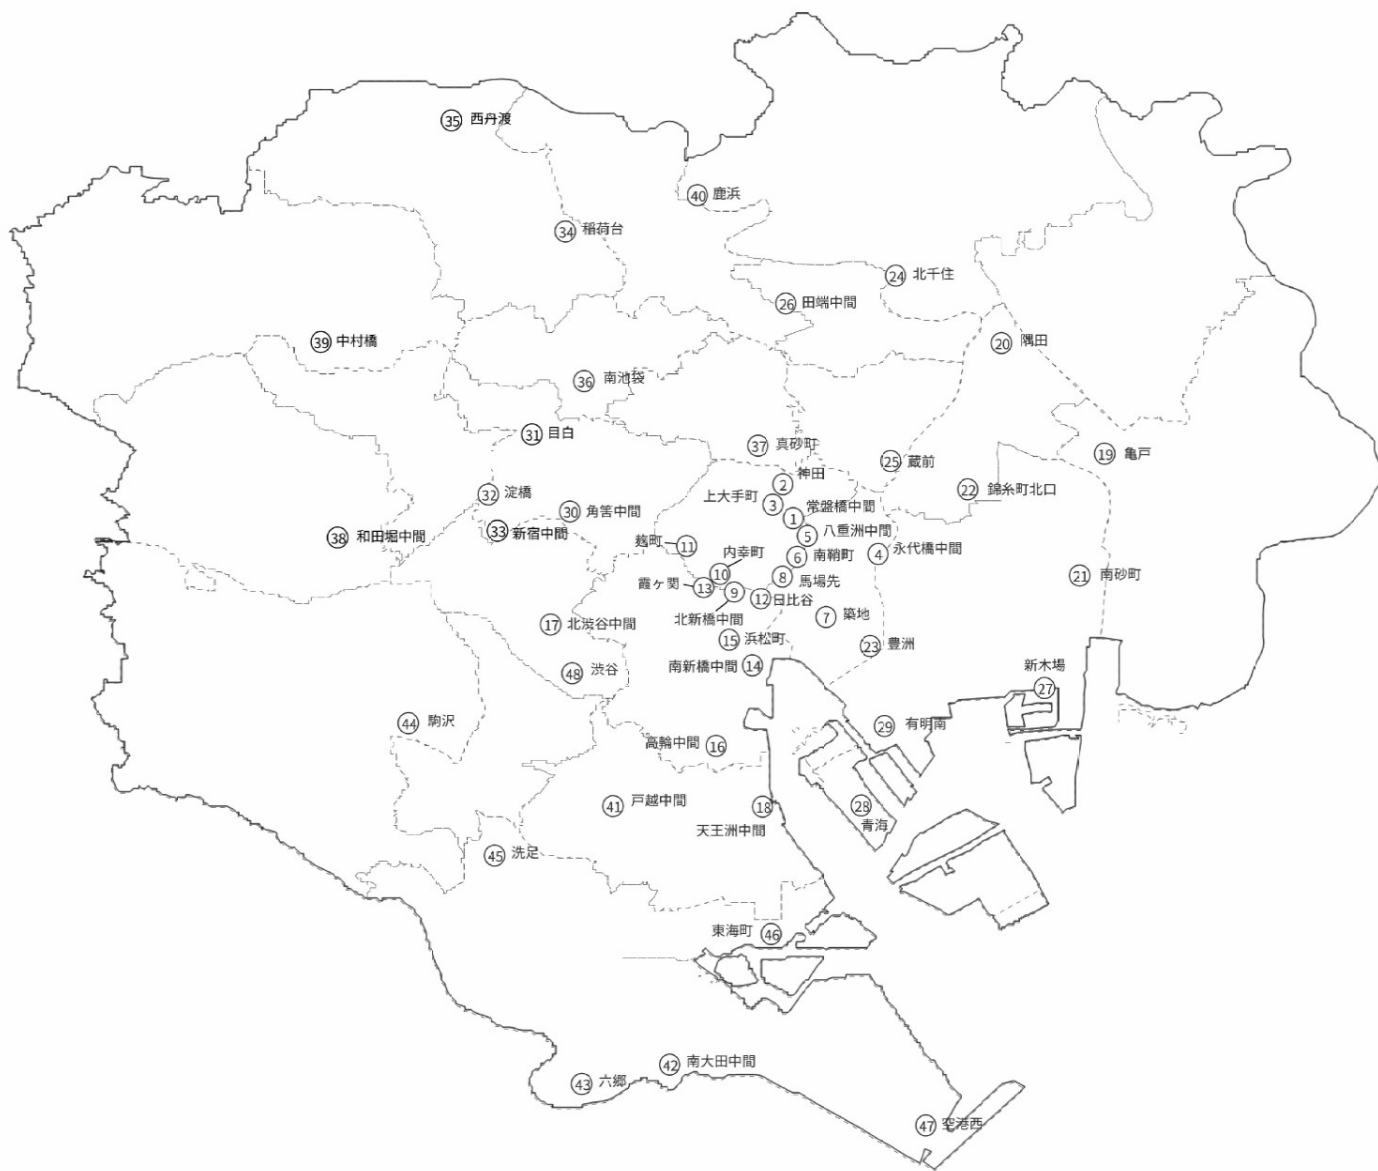 ㉟ 西丹渡
㊵ 鹿浜
㉞ 稲荷台
㉔ 北千住
㉖ 田端中間
㊴ 中村橋
⑳ 隅田
㊱ 南池袋
㉛ 目白
㊲ 真砂町
⑲ 亀戸
㉕ 蔵前
神田
②
㉜ 淀橋
㉒ 錦糸町北口
上大手町 ③
㉚ 角筈中間
常盤橋中間
①
㉝ 新宿中間
⑤ 八重洲中間
㊳ 和田堀中間
麹町 ⑪
④ 永代橋中間
⑥ 南鞘町
内幸町
⑩
㉑ 南砂町
⑧ 馬場先
霞ヶ関 ⑬
⑨
⑫ 日比谷
北新橋中間
⑦ 築地
⑰ 北渋谷中間
⑮ 浜松町
㉓ 豊洲
南新橋中間 ⑭
新木場
㉗
㊽ 渋谷
㊹ 駒沢
㉙ 有明南
高輪中間 ⑯
㊶ 戸越中間
⑱
天王洲中間
㉘
青海
㊺ 洗足
東海町 ㊻
㊷ 南大田中間
㊸ 六郷
㊼ 空港西